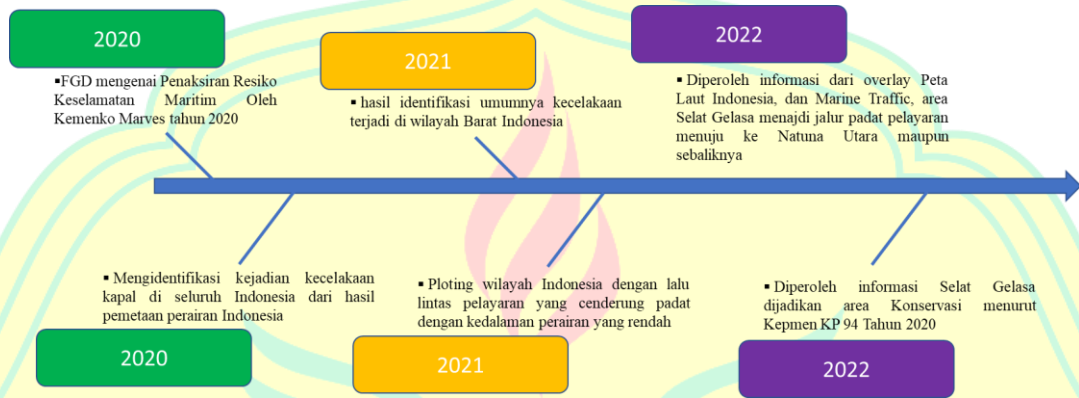 2020
▪FGD mengenai Penaksiran Resiko
Keselamatan Maritim Oleh
Kemenko Marves tahun 2020
2021
▪ hasil identifikasi umumnya kecelakaan
terjadi di wilayah Barat Indonesia
2022
▪ Diperoleh informasi dari overlay Peta
Laut Indonesia, dan Marine Traffic, area
Selat Gelasa menajdi jalur padat pelayaran
menuju ke Natuna Utara maupun
sebaliknya
▪ Mengidentifikasi kejadian kecelakaan
kapal di seluruh Indonesia dari hasil
pemetaan perairan Indonesia
2020
▪ Ploting wilayah Indonesia dengan lalu
lintas pelayaran yang cenderung padat
dengan kedalaman perairan yang rendah
2021
▪ Diperoleh informasi Selat Gelasa
dijadikan area Konservasi menurut
Kepmen KP 94 Tahun 2020
2022